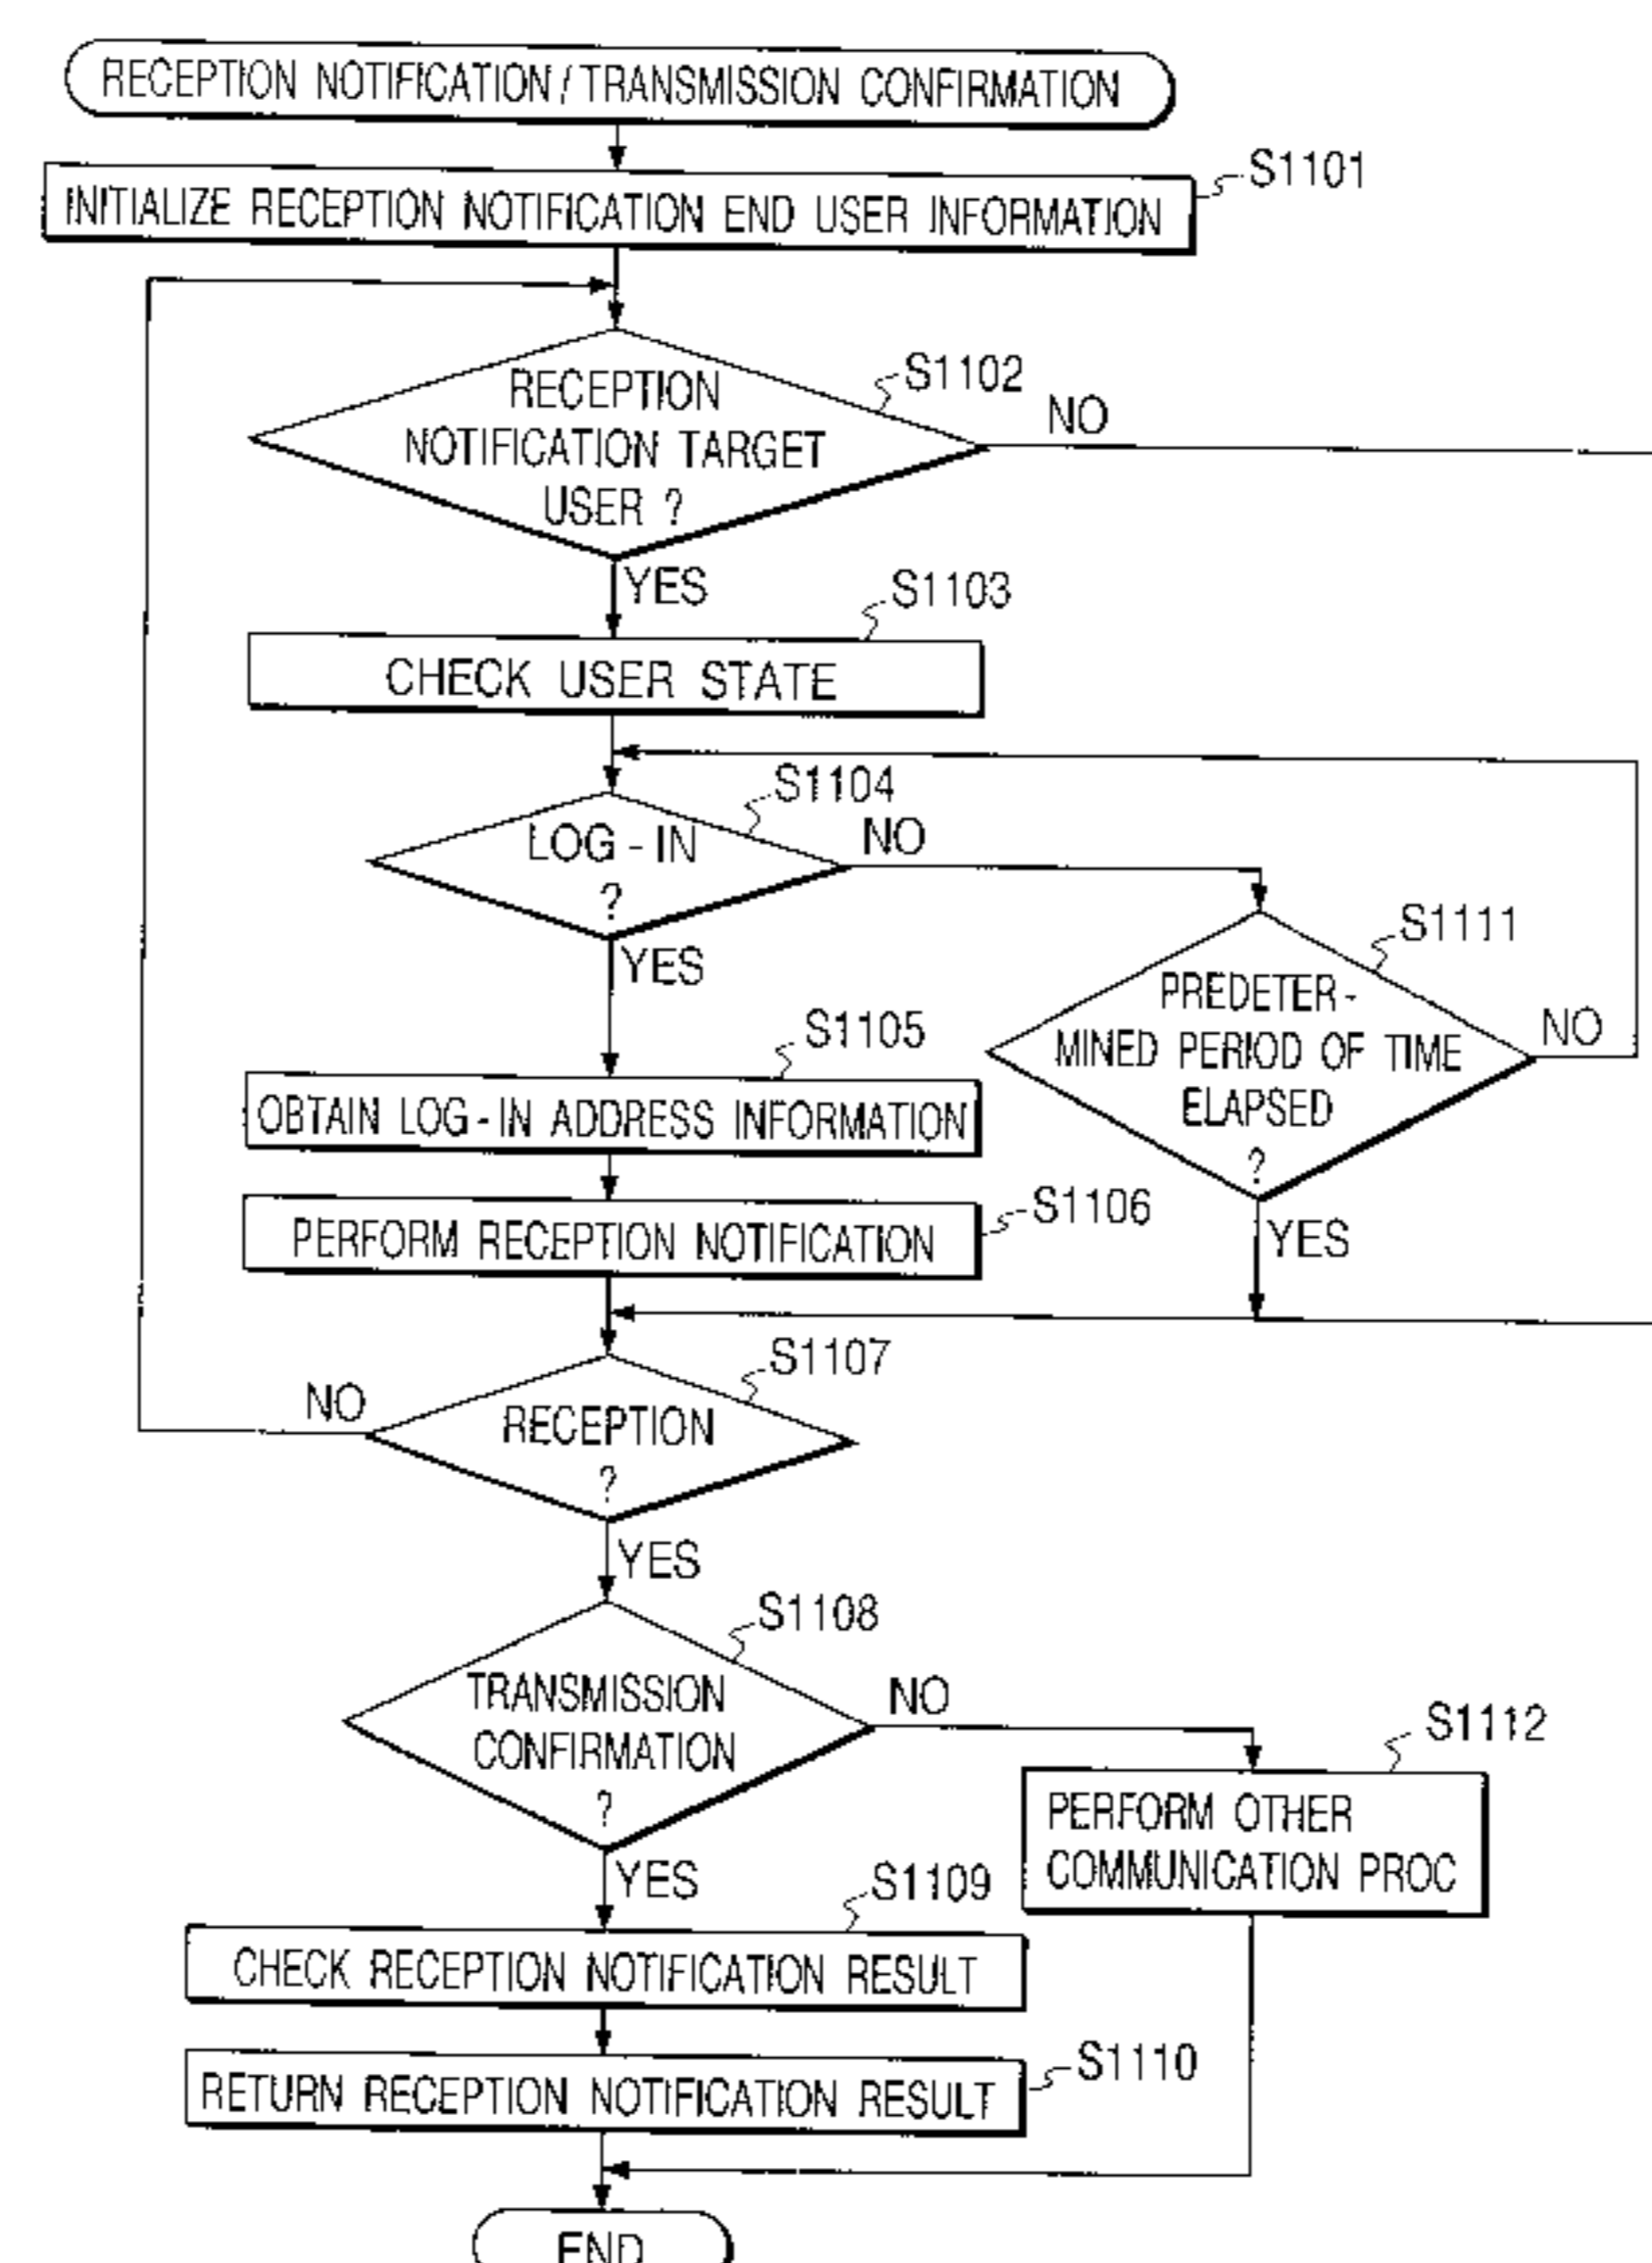 RECEPTION NOTIFICATION / TRANSMISSION CONFIRMATION
S1101
INITIALIZE RECEPTION NOTIFICATION END USER INFORMATION
S1102
RECEPTION
NOTIFICATION TARGET
USER ?
NO
YES
S1103
CHECK USER STATE
S1104
LOG-IN
?
NO
YES
S1111
PREDETER-
MINED PERIOD OF TIME
ELAPSED
?
NO
YES
S1105
OBTAIN LOG-IN ADDRESS INFORMATION
S1106
PERFORM RECEPTION NOTIFICATION
S1107
RECEPTION
?
NO
YES
S1108
TRANSMISSION
CONFIRMATION
?
NO
YES
S1112
PERFORM OTHER
COMMUNICATION PROC
S1109
CHECK RECEPTION NOTIFICATION RESULT
S1110
RETURN RECEPTION NOTIFICATION RESULT
END